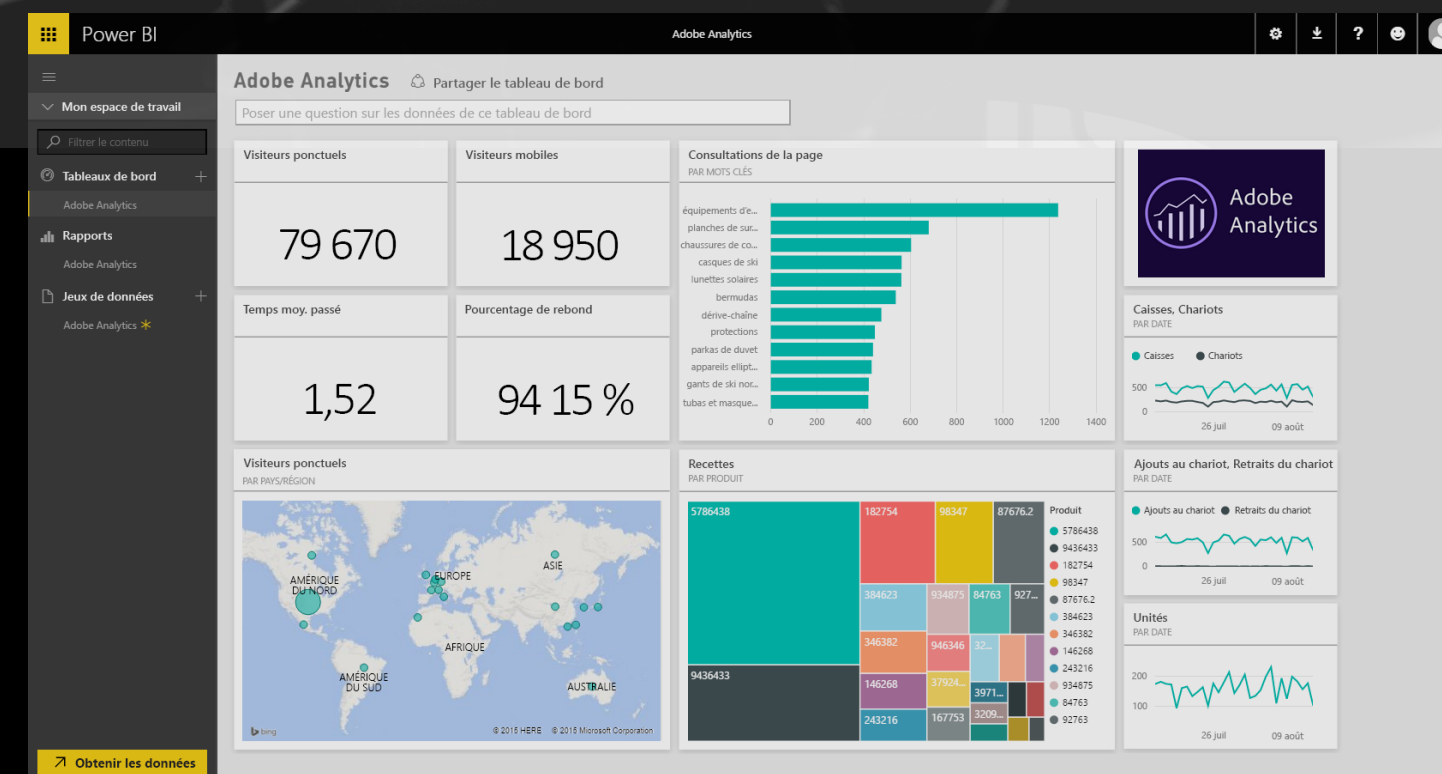 Power BI
Adobe Analytics
?
Mon espace de travail
Filtrer le contenu
Tableaux de bord
Adobe Analytics
Rapports
Adobe Analytics
Jeux de données
Adobe Analytics
Obtenir les données
Adobe Analytics Partager le tableau de bord
Poser une question sur les données de ce tableau de bord
Visiteurs ponctuels
79 670
Visiteurs mobiles
18 950
Temps moy. passé
1,52
Pourcentage de rebond
94 15 %
Consultations de la page
PAR MOTS CLÉS
équipements d'e...
planches de sur...
chaussures de co...
casques de ski
lunettes solaires
bermudas
dérive-chaîne
protections
parkas de duvet
appareils ellipt...
gants de ski nor...
tubas et masque...
0 200 400 600 800 1000 1200 1400
Adobe
Analytics
Caisses, Chariots
PAR DATE
Caisses Chariots
500
0
26 juil 09 août
Visiteurs ponctuels
PAR PAYS/RÉGION
AMÉRIQUE
DU NORD
EUROPE
ASIE
AFRIQUE
AMÉRIQUE
DU SUD
AUSTRALIE
bing
© 2015 HERE © 2015 Microsoft Corporation
Recettes
PAR PRODUIT
5786438
9436433
182754
98347
87676.2
384623
934875
84763
927...
346382
946346
32...
146268
37924...
3971...
243216
167753
3209...
Produit
5786438
9436433
182754
98347
87676.2
384623
346382
146268
243216
934875
84763
92763
Ajouts au chariot, Retraits du chariot
PAR DATE
Ajouts au chariot Retraits du chariot
500
0
26 juil 09 août
Unités
PAR DATE
200
100
26 juil 09 août